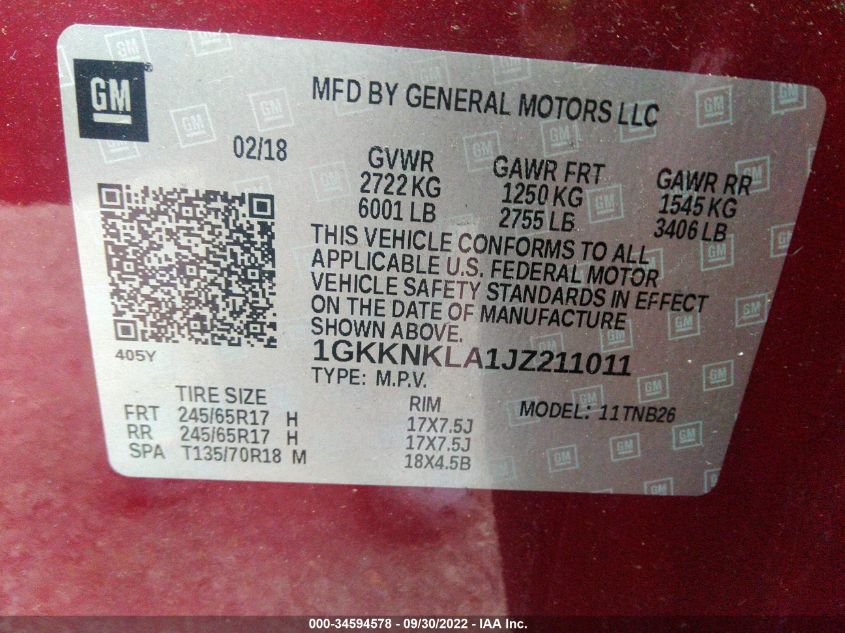 GM
MFD BY GENERAL MOTORS LLC
02/18
GVWR
2722 KG
6001 LB
GAWR FRT
1250 KG
2755 LB
GAWR RR
1545 KG
3406 LB
THIS VEHICLE CONFORMS TO ALL
APPLICABLE U.S. FEDERAL MOTOR
VEHICLE SAFETY STANDARDS IN EFFECT
ON THE DATE OF MANUFACTURE
SHOWN ABOVE.
405Y
1GKKNKLA1JZ211011
TYPE: M.P.V.
MODEL: 11TNB26
TIRE SIZE RIM
FRT 245/65R17 H 17X7.5J
RR 245/65R17 H 17X7.5J
SPA T135/70R18 M 18X4.5B
000-34594578 - 09/30/2022 - IAA Inc.